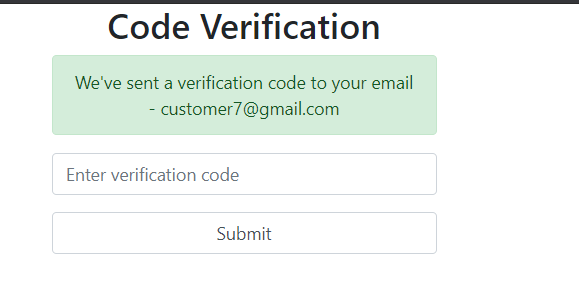 Code Verification
We've sent a verification code to your email
- customer7@gmail.com
Enter verification code
Submit